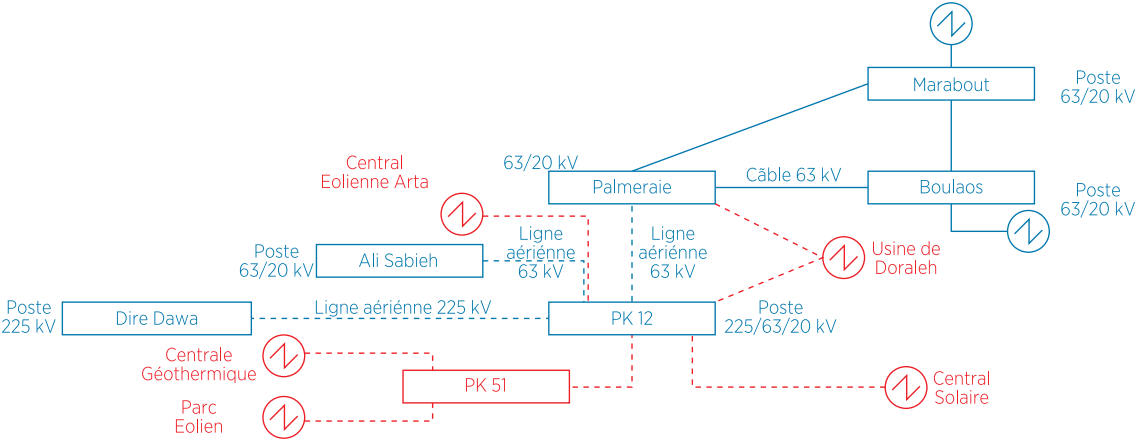 Marabout
Poste
63/20 kV
Central
Eolienne Arta
63/20 kV
Palmeraie
Câble 63 kV
Boulaos
Poste
63/20 kV
Poste
63/20 kV
Ali Sabieh
Ligne
aériénne
63 kV
Ligne
aériénne
63 kV
Usine de
Doraleh
Poste
225 kV
Dire Dawa
Ligne aériénne 225 kV
PK 12
Poste
225/63/20 kV
Centrale
Géothermique
PK 51
Central
Solaire
Parc
Eolien